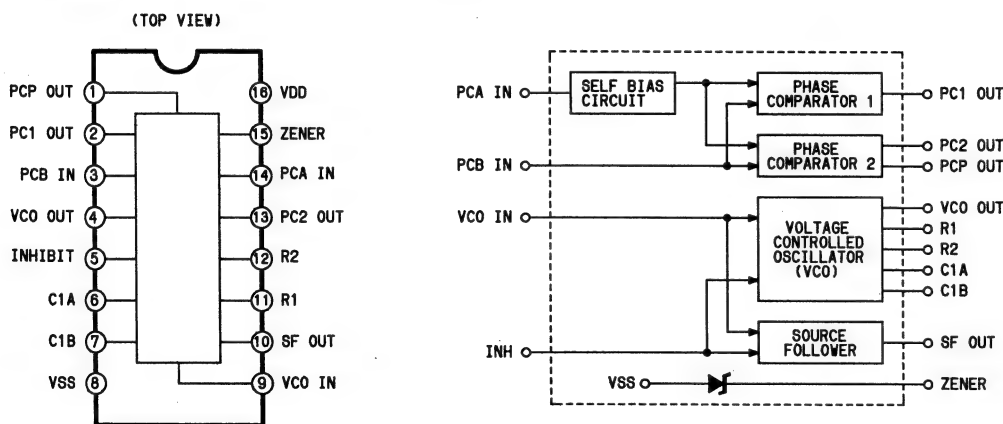 (TOP VIEW)
PCP OUT 1
PC1 OUT 2
PCB IN 3
VCO OUT 4
INHIBIT 5
C1A 6
C1B 7
VSS 8
16 VDD
15 ZENER
14 PCA IN
13 PC2 OUT
12 R2
11 R1
10 SF OUT
9 VCO IN
PCA IN
PCB IN
VCO IN
INH
VSS
SELF BIAS
CIRCUIT
PHASE
COMPARATOR 1
PHASE
COMPARATOR 2
VOLTAGE
CONTROLLED
OSCILLATOR
(VCO)
SOURCE
FOLLOWER
PC1 OUT
PC2 OUT
PCP OUT
VCO OUT
R1
R2
C1A
C1B
SF OUT
ZENER